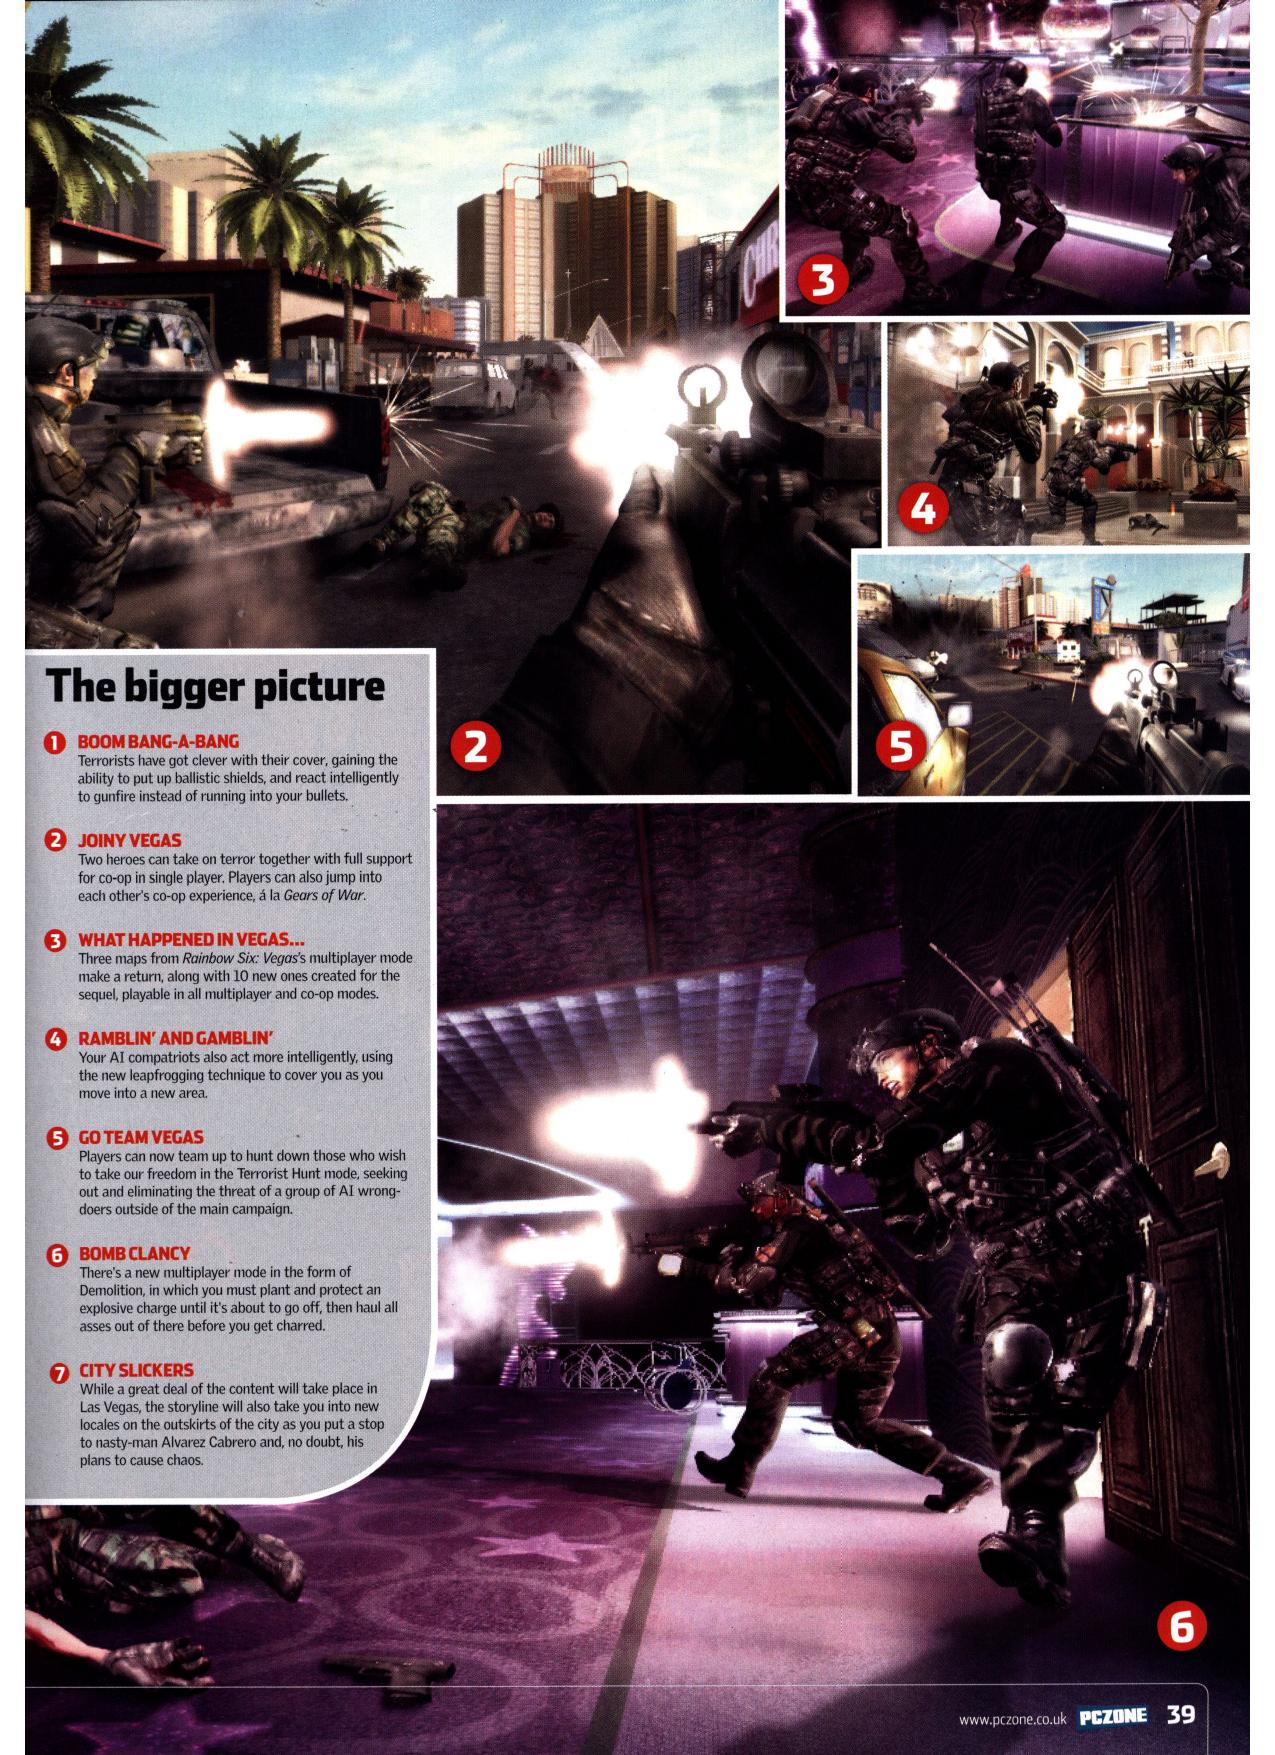 3
4
CH
2
5
The bigger picture
1 BOOM BANG-A-BANG
Terrorists have got clever with their cover, gaining the
ability to put up ballistic shields, and react intelligently
to gunfire instead of running into your bullets.
2 JOINY VEGAS
Two heroes can take on terror together with full support
for co-op in single player. Players can also jump into
each other's co-op experience, á la Gears of War.
3 WHAT HAPPENED IN VEGAS...
Three maps from Rainbow Six: Vegas's multiplayer mode
make a return, along with 10 new ones created for the
sequel, playable in all multiplayer and co-op modes.
4 RAMBLIN' AND GAMBLIN'
Your AI compatriots also act more intelligently, using
the new leapfrogging technique to cover you as you
move into a new area.
5 GO TEAM VEGAS
Players can now team up to hunt down those who wish
to take our freedom in the Terrorist Hunt mode, seeking
out and eliminating the threat of a group of AI wrong-
doers outside of the main campaign.
6 BOMB CLANCY
There's a new multiplayer mode in the form of
Demolition, in which you must plant and protect an
explosive charge until it's about to go off, then haul all
asses out of there before you get charred.
7 CITY SLICKERS
While a great deal of the content will take place in
Las Vegas, the storyline will also take you into new
locales on the outskirts of the city as you put a stop
to nasty-man Alvarez Cabrero and, no doubt, his
plans to cause chaos.
6
www.pczone.co.uk PCZONE 39